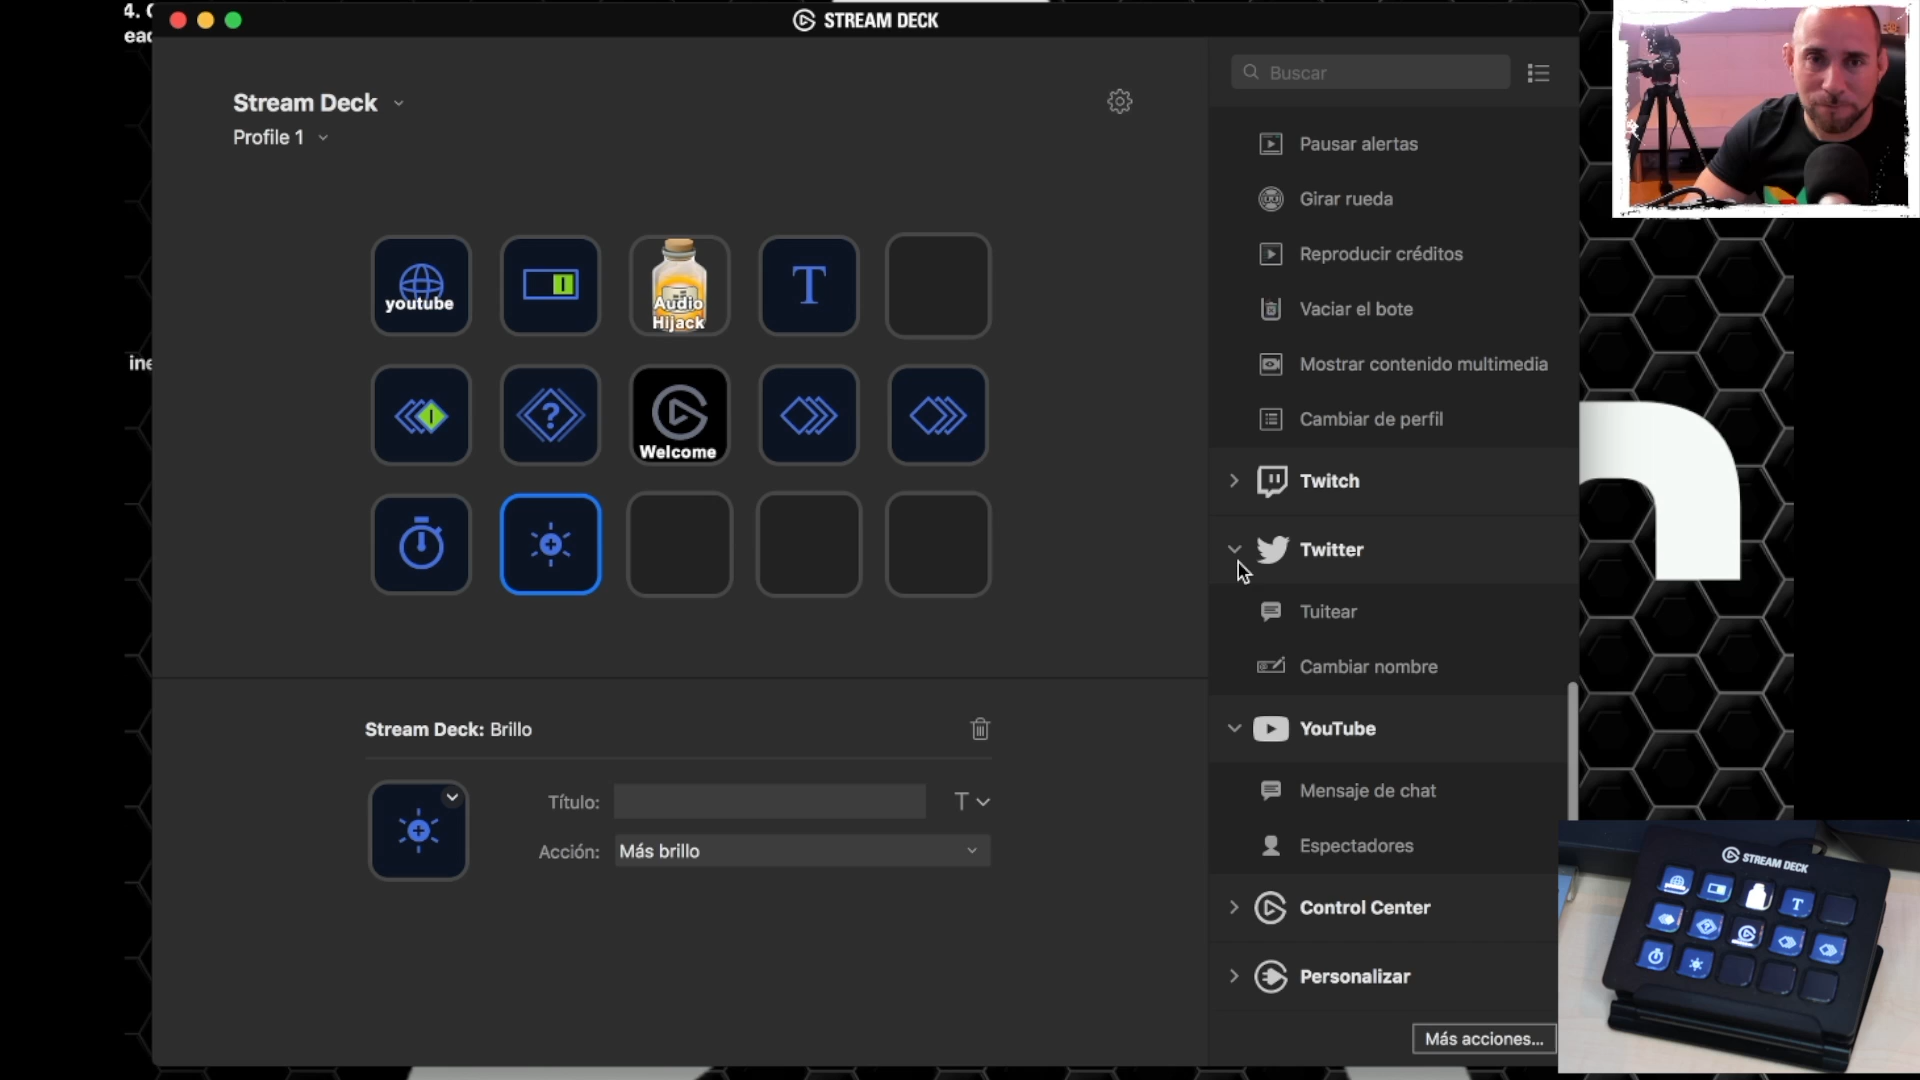 4. 
STREAM DECK
Buscar
Stream Deck
Profile 1
youtube
T
Audio
Hijack
?
Welcome
Stream Deck: Brillo
Título:
T
Acción:
Más brillo
Pausar alertas
Girar rueda
Reproducir créditos
Vaciar el bote
Mostrar contenido multimedia
Cambiar de perfil
Twitch
Twitter
Tuitear
Cambiar nombre
YouTube
Mensaje de chat
Espectadores
Control Center
Personalizar
Más acciones...
STREAM DECK
T